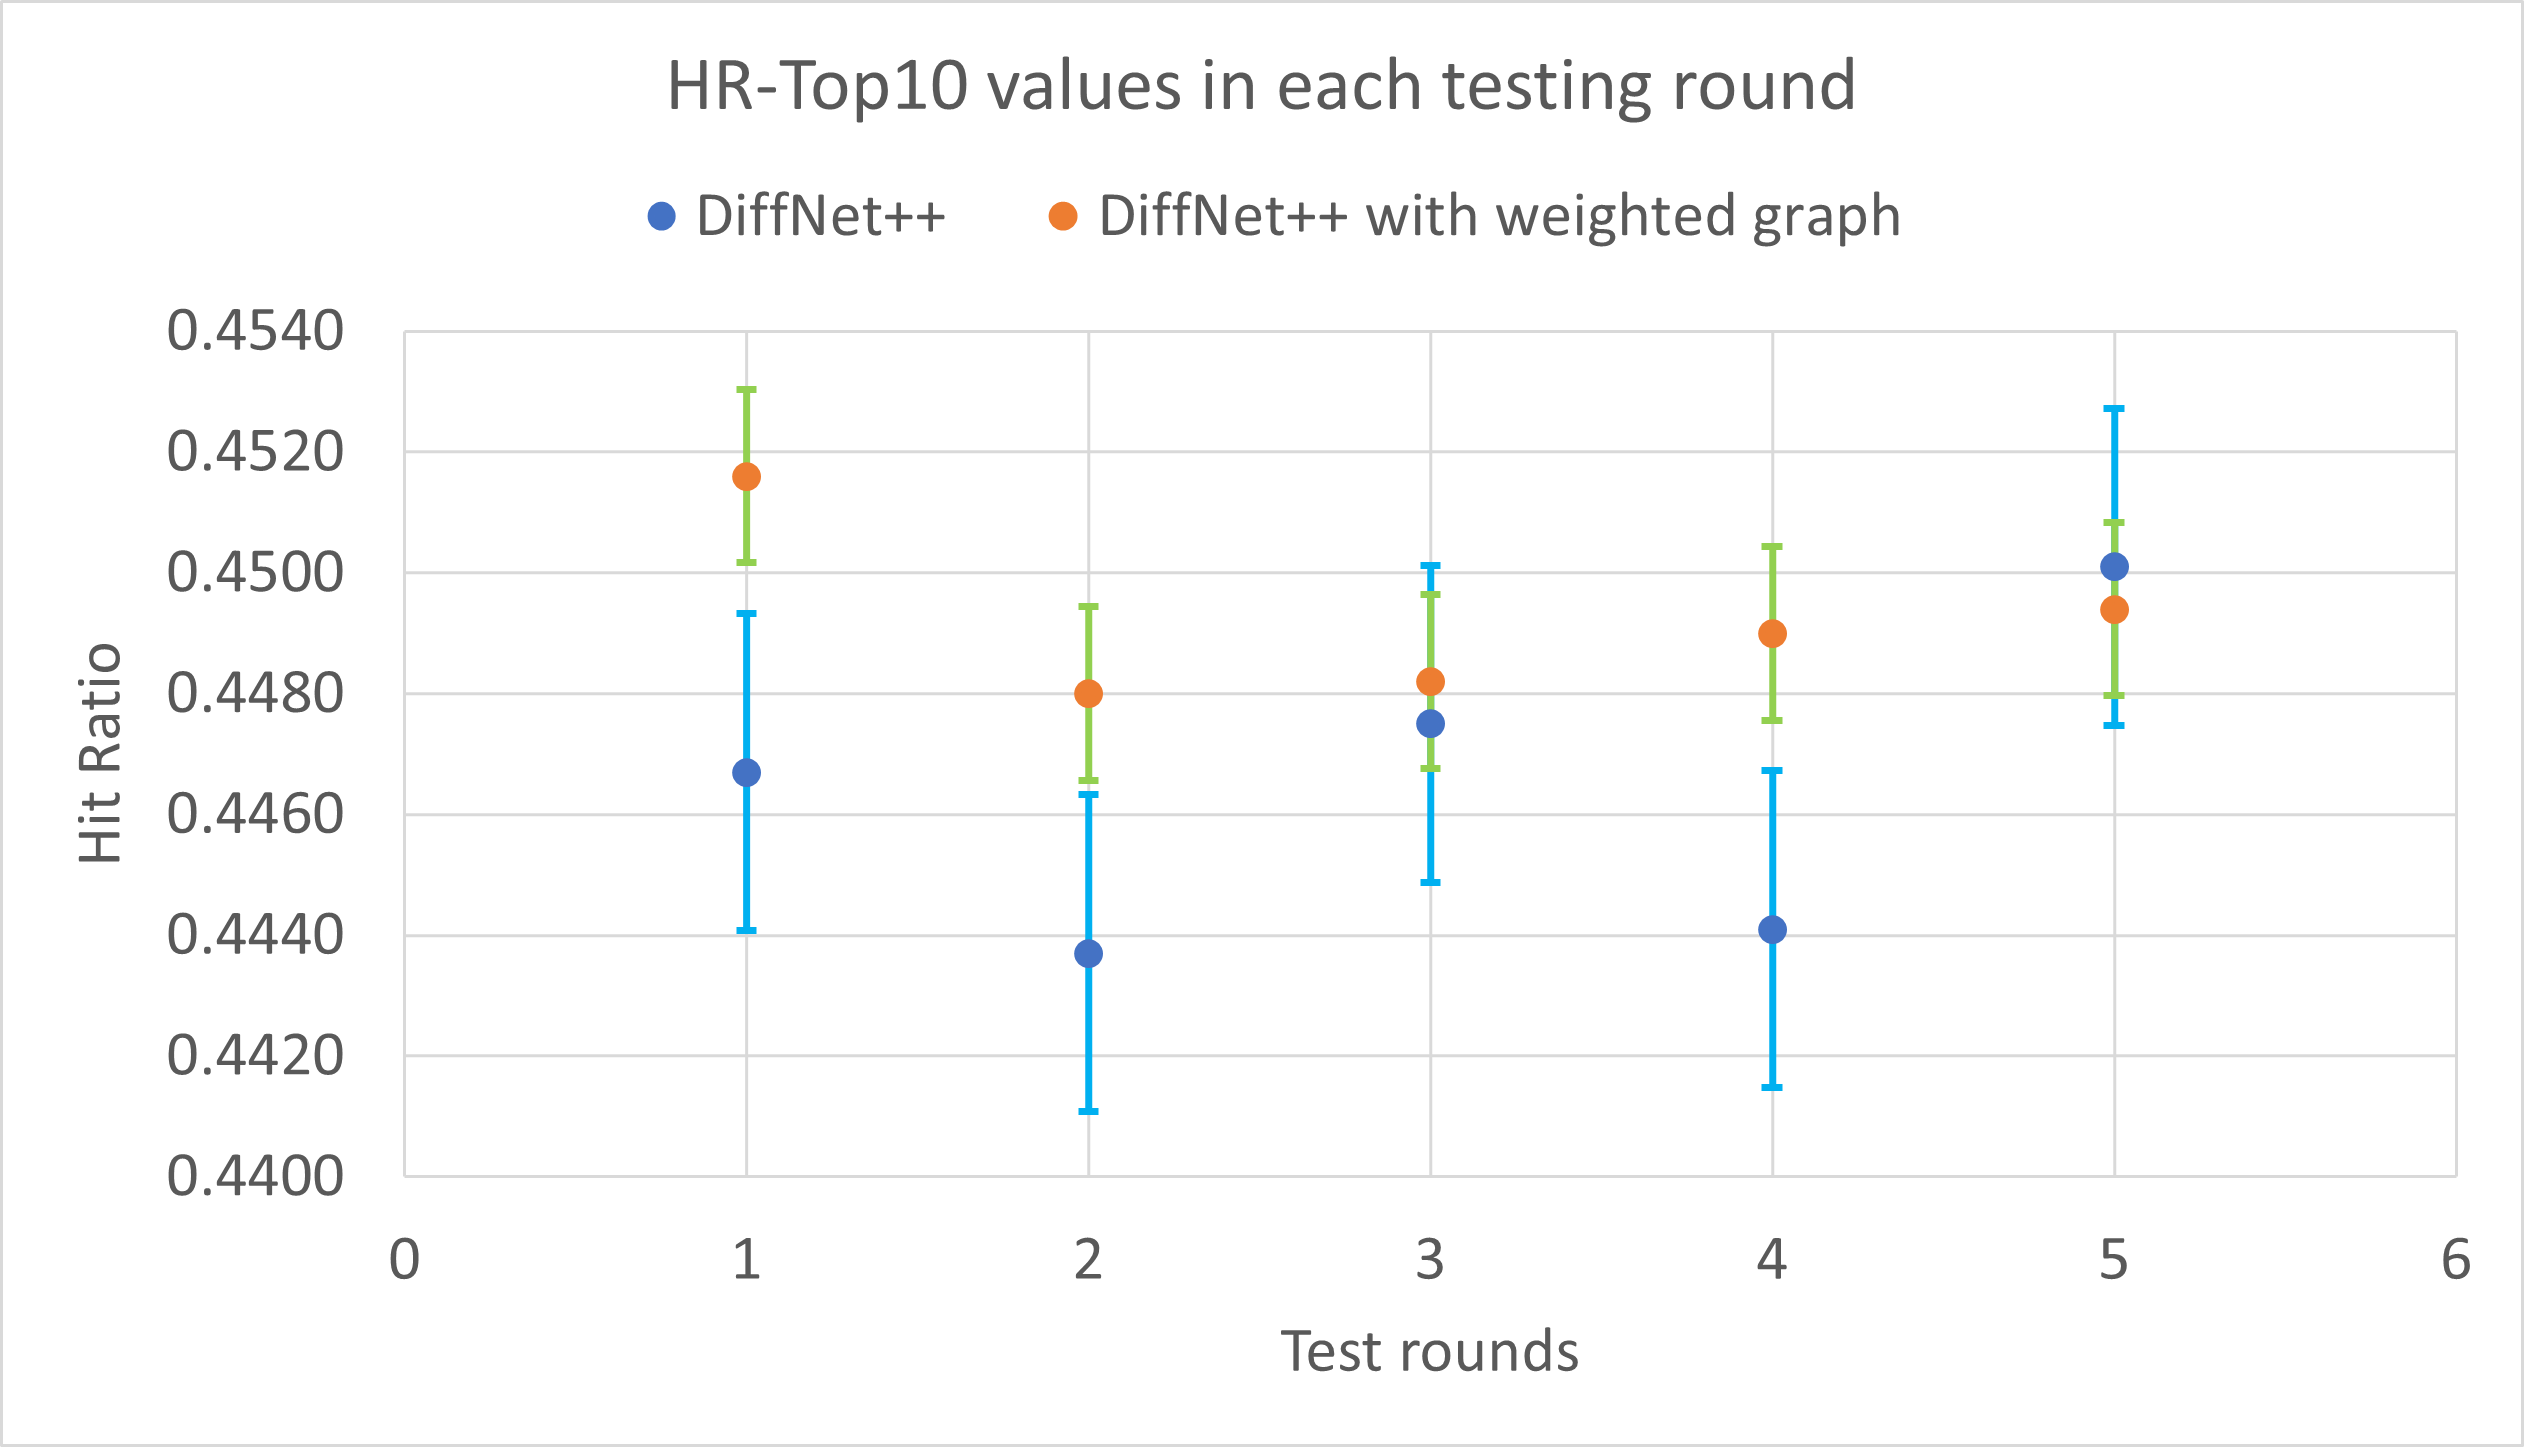 HR-Top10 values in each testing round
DiffNet++ DiffNet++ with weighted graph
0.4540
0.4520
0.4500
0.4480
0.4460
0.4440
0.4420
0.4400
Hit Ratio
0 1 2 3 4 5 6
Test rounds